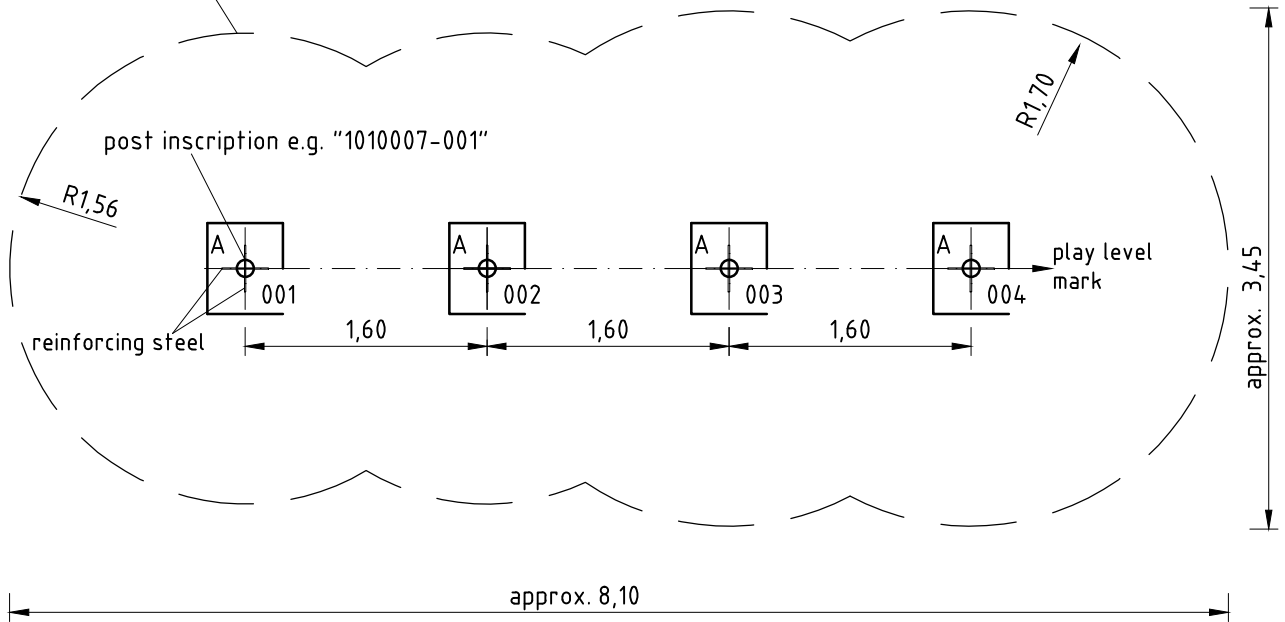 R1,70
post inscription e.g. "1010007-001"
R1,56
A
A
A
A
play level
mark
001
002
003
004
approx. 3,45
reinforcing steel
1,60
1,60
1,60
approx. 8,10